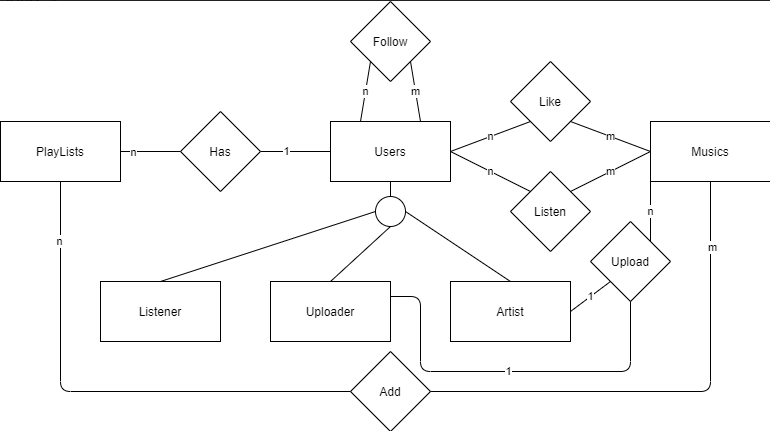 Follow
n
m
Like
n
m
PlayLists
n
Has
1
Users
Musics
n
m
Listen
n
n
m
Upload
Listener
Uploader
Artist
1
1
Add